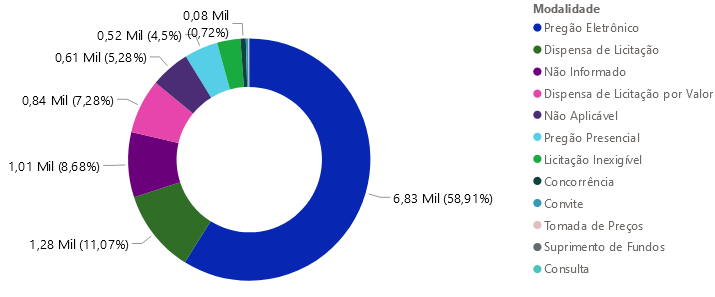 0,08 Mil
(0,72%)
0,52 Mil (4,5%)
0,61 Mil (5,28%)
0,84 Mil (7,28%)
1,01 Mil (8,68%)
1,28 Mil (11,07%)
6,83 Mil (58,91%)
Modalidade
Pregão Eletrônico
Dispensa de Licitação
Não Informado
Dispensa de Licitação por Valor
Não Aplicável
Pregão Presencial
Licitação Inexigível
Concorrência
Convite
Tomada de Preços
Suprimento de Fundos
Consulta